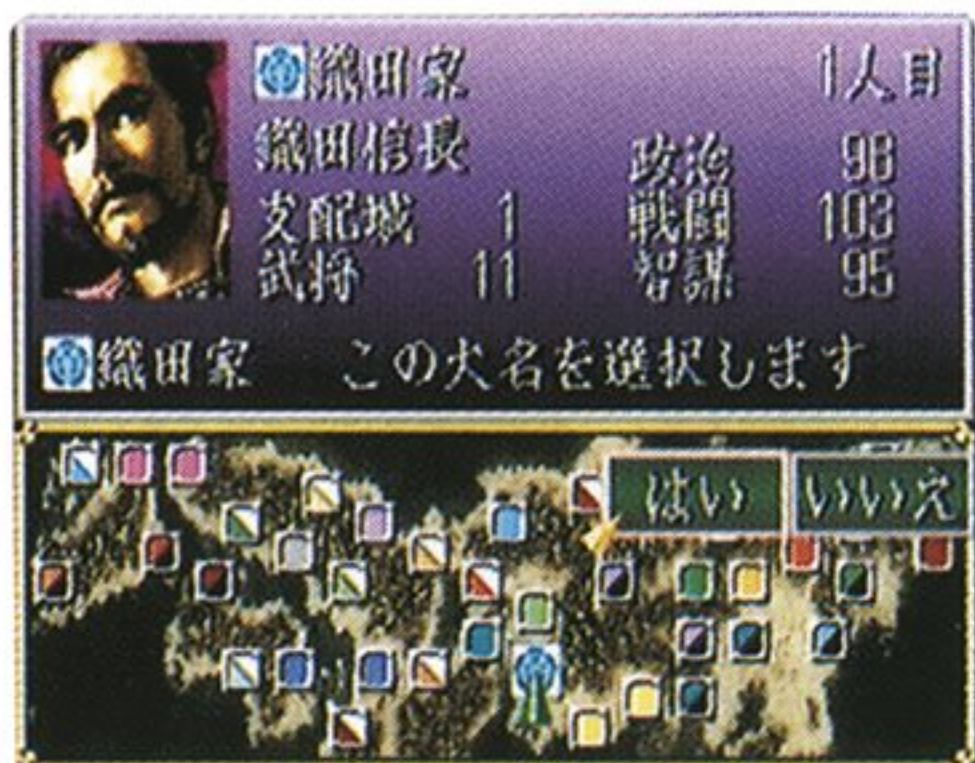 織田家 1人目
織田信長 政治 98
支配城 1 戦闘 103
武将 11 智謀 95
織田家 この大名を選択します
はい いいえ